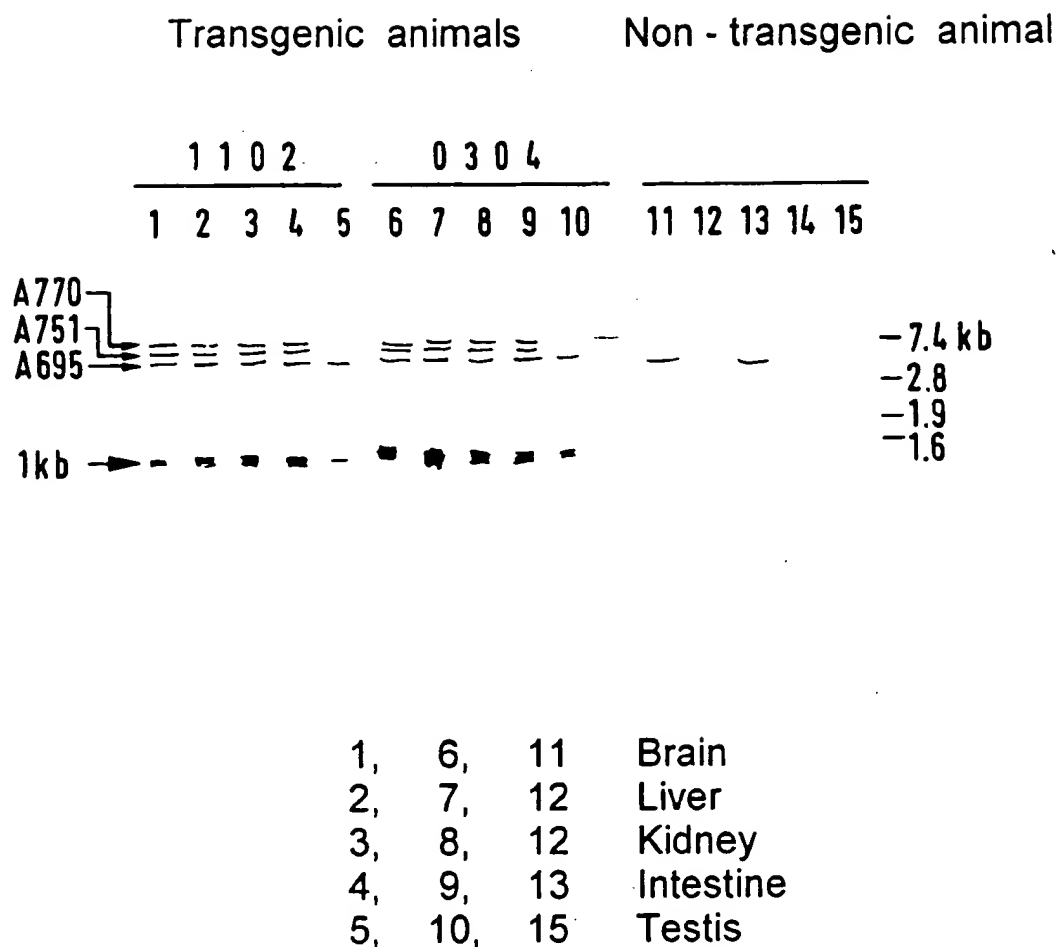 Transgenic animals Non - transgenic animal
1 1 0 2 0 3 0 4
1 2 3 4 5 6 7 8 9 10 11 12 13 14 15
A770
A751
A695
1kb
-7.4 kb
-2.8
-1.9
-1.6
1, 6, 11 Brain
2, 7, 12 Liver
3, 8, 12 Kidney
4, 9, 13 Intestine
5, 10, 15 Testis